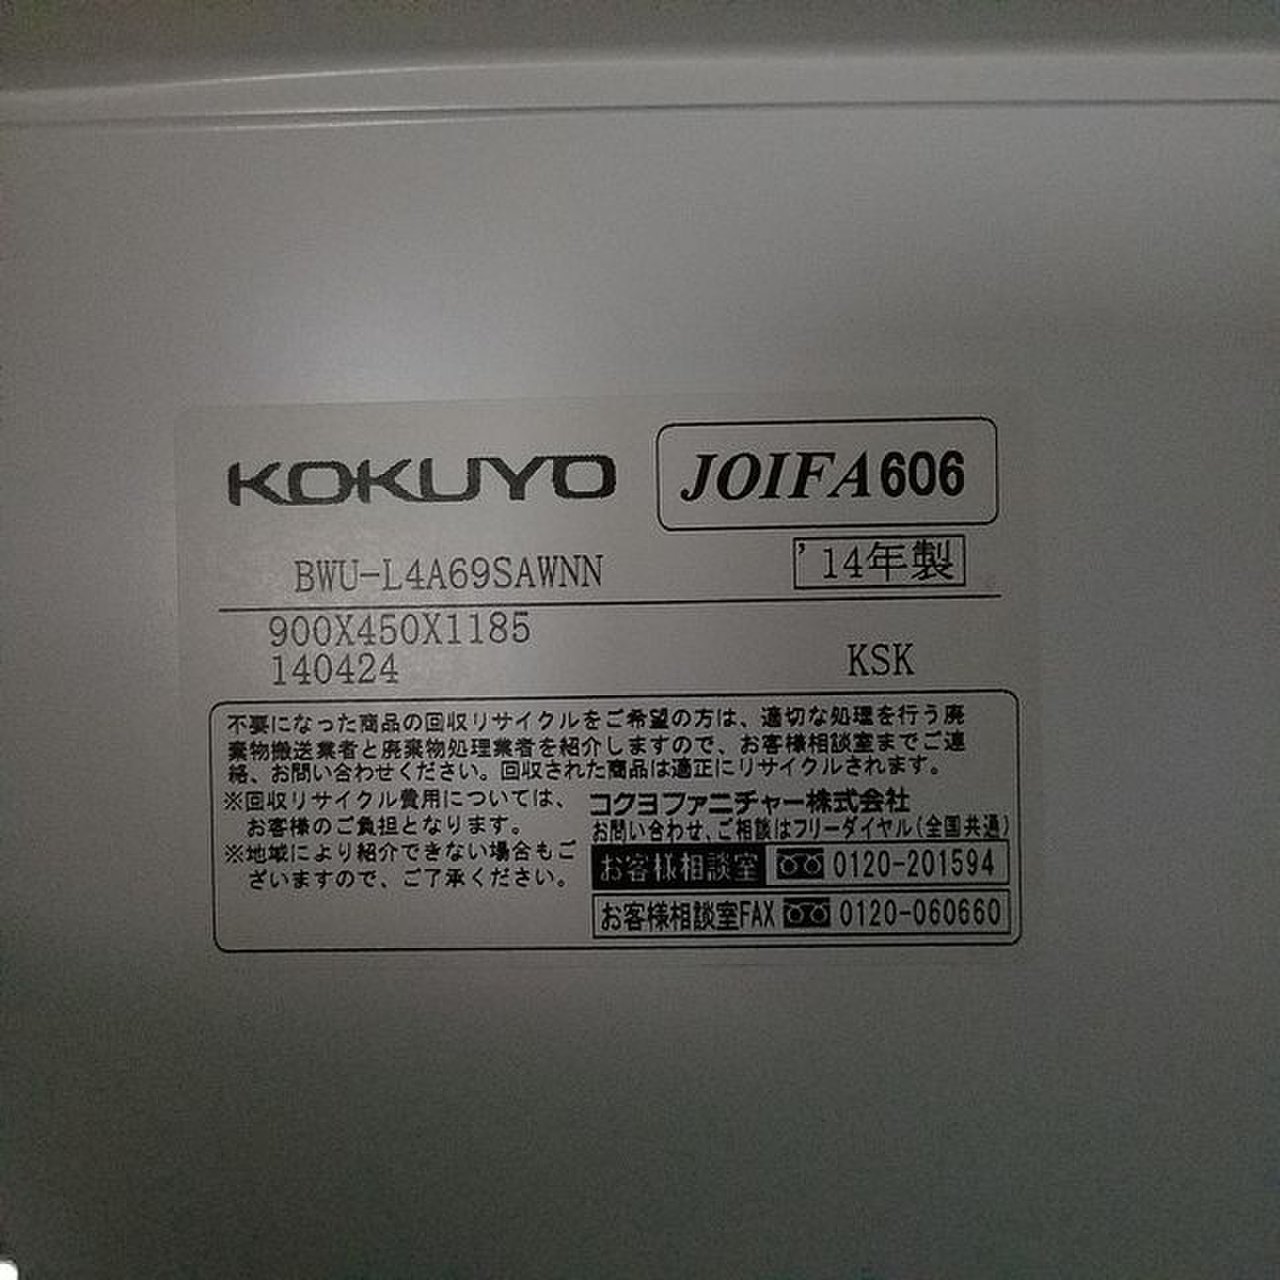 KOKUYO
JOIFA606
BWU-L4A69SAWNN
'14年製
900X450X1185
140424
KSK
不要になった商品の回収リサイクルをご希望の方は、適切な処理を行う廃
棄物搬送業者と廃棄物処理業者を紹介しますので、お客様相談室までご連
絡、お問い合わせください。回収された商品は適正にリサイクルされます。
※回収リサイクル費用については、
お客様のご負担となります。
※地域により紹介できない場合もご
ざいますので、ご了承ください。
コクヨファニチャー株式会社
お問い合わせ、ご相談はフリーダイヤル(全国共通)
お客様相談室 0120-201594
お客様相談室FAX 0120-060660